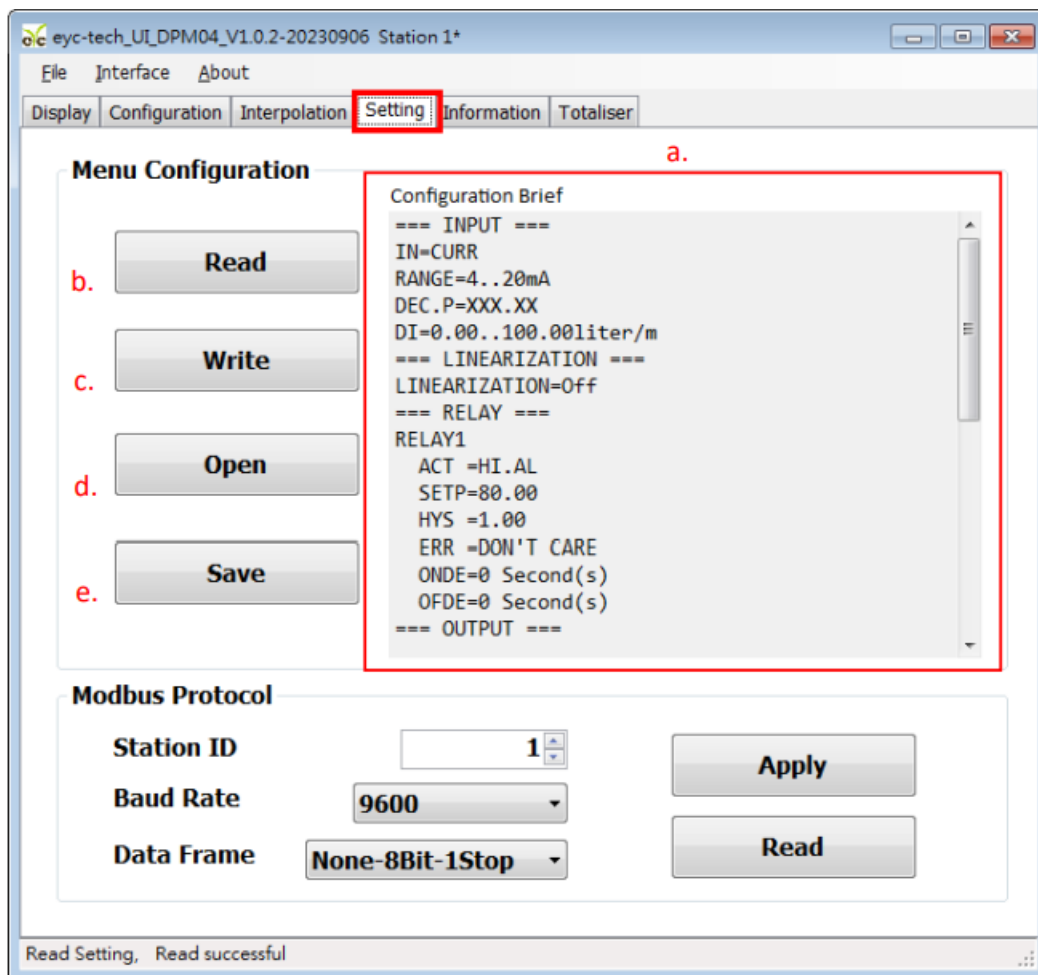 eyc-tech_UI_DPM04_V1.0.2-20230906 Station 1*
File Interface About
Display Configuration Interpolation Setting Information Totaliser
a.
Menu Configuration
Configuration Brief
=== INPUT ===
IN=CURR
RANGE=4..20mA
DEC.P=XXX.XX
DI=0.00..100.00liter/m
=== LINEARIZATION ===
LINEARIZATION=Off
=== RELAY ===
RELAY1
ACT =HI.AL
SETP=80.00
HYS =1.00
ERR =DON'T CARE
ONDE=0 Second(s)
OFDE=0 Second(s)
=== OUTPUT ===
b. Read
c. Write
d. Open
e. Save
Modbus Protocol
Station ID 1
Baud Rate 9600
Data Frame None-8Bit-1Stop
Apply
Read
Read Setting, Read successful